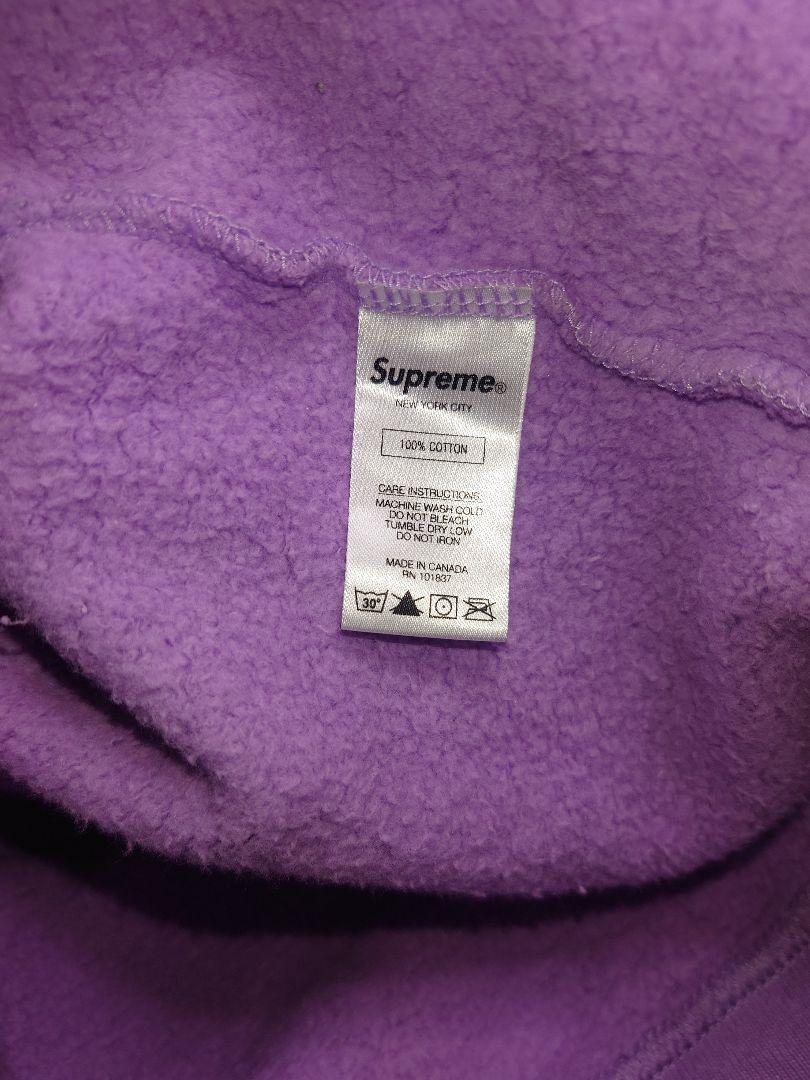 Supreme®
NEW YORK CITY
100% COTTON
CARE INSTRUCTIONS:
MACHINE WASH COLD
DO NOT BLEACH
TUMBLE DRY LOW
DO NOT IRON
MADE IN CANADA
RN 101837
30°